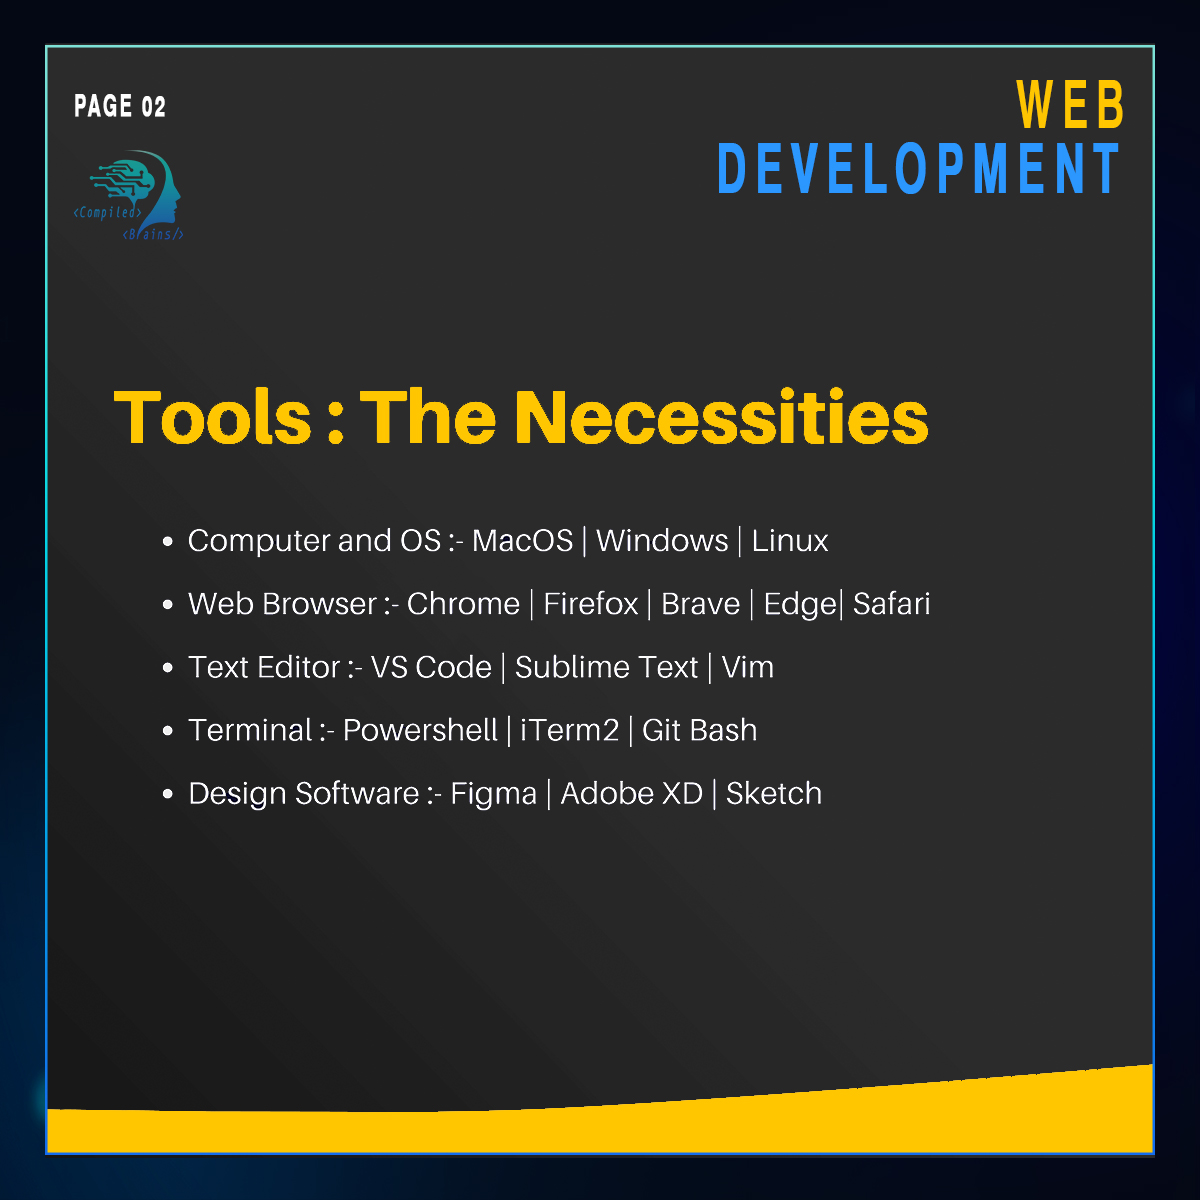 PAGE 02
WEB
DEVELOPMENT
<Compiled>
<Brains/>
Tools : The Necessities
• Computer and OS :- MacOS | Windows | Linux
• Web Browser :- Chrome | Firefox | Brave | Edge| Safari
• Text Editor :- VS Code | Sublime Text | Vim
• Terminal :- Powershell | iTerm2 | Git Bash
• Design Software :- Figma | Adobe XD | Sketch